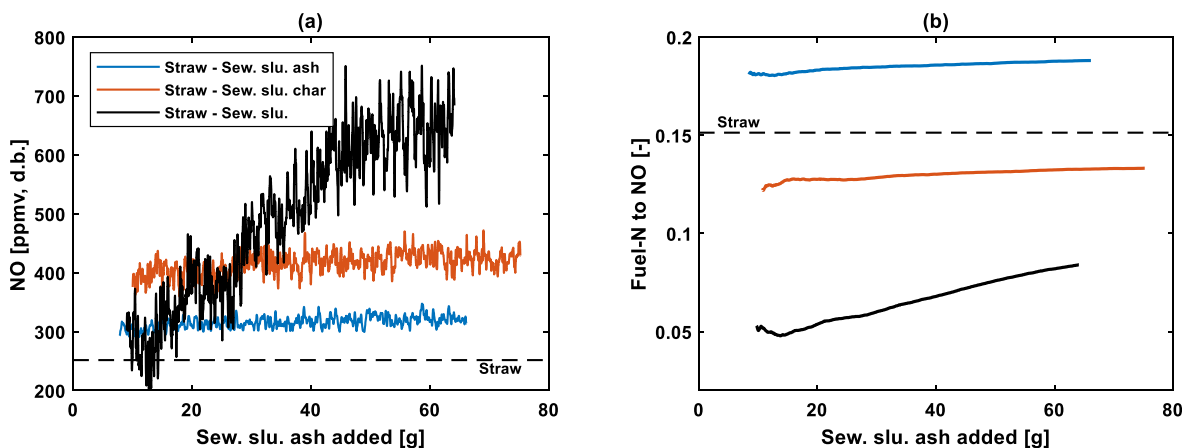 (a)
800
700
600
500
400
300
200
NO [ppmv, d.b.]
Straw - Sew. slu. ash
Straw - Sew. slu. char
Straw - Sew. slu.
Straw
0 20 40 60 80
Sew. slu. ash added [g]
(b)
0.2
0.15
0.1
0.05
Fuel-N to NO [-]
Straw
0 20 40 60 80
Sew. slu. ash added [g]